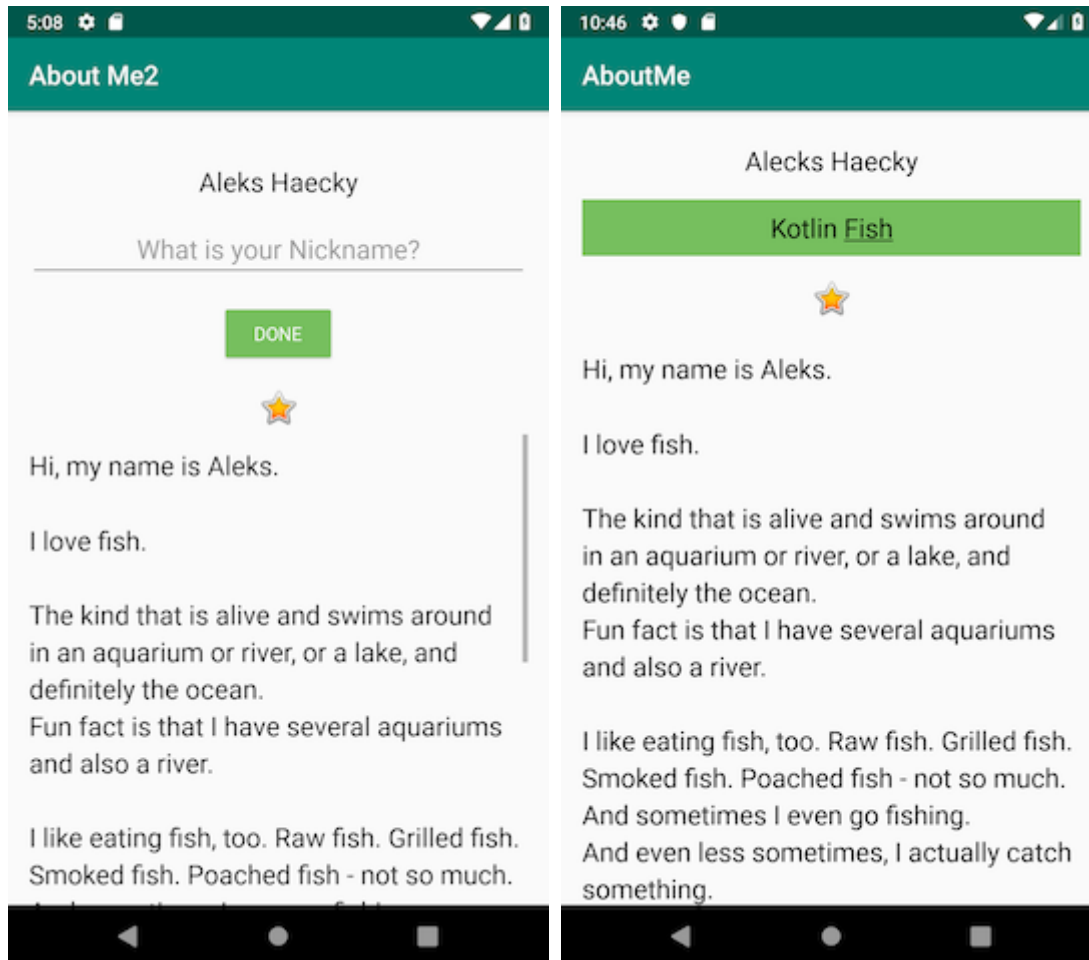 5:08
About Me2
Aleks Haecky
What is your Nickname?
DONE
Hi, my name is Aleks.
I love fish.
The kind that is alive and swims around
in an aquarium or river, or a lake, and
definitely the ocean.
Fun fact is that I have several aquariums
and also a river.
I like eating fish, too. Raw fish. Grilled fish.
Smoked fish. Poached fish - not so much.
10:46
AboutMe
Alecks Haecky
Kotlin Fish
Hi, my name is Aleks.
I love fish.
The kind that is alive and swims around
in an aquarium or river, or a lake, and
definitely the ocean.
Fun fact is that I have several aquariums
and also a river.
I like eating fish, too. Raw fish. Grilled fish.
Smoked fish. Poached fish - not so much.
And sometimes I even go fishing.
And even less sometimes, I actually catch
something.